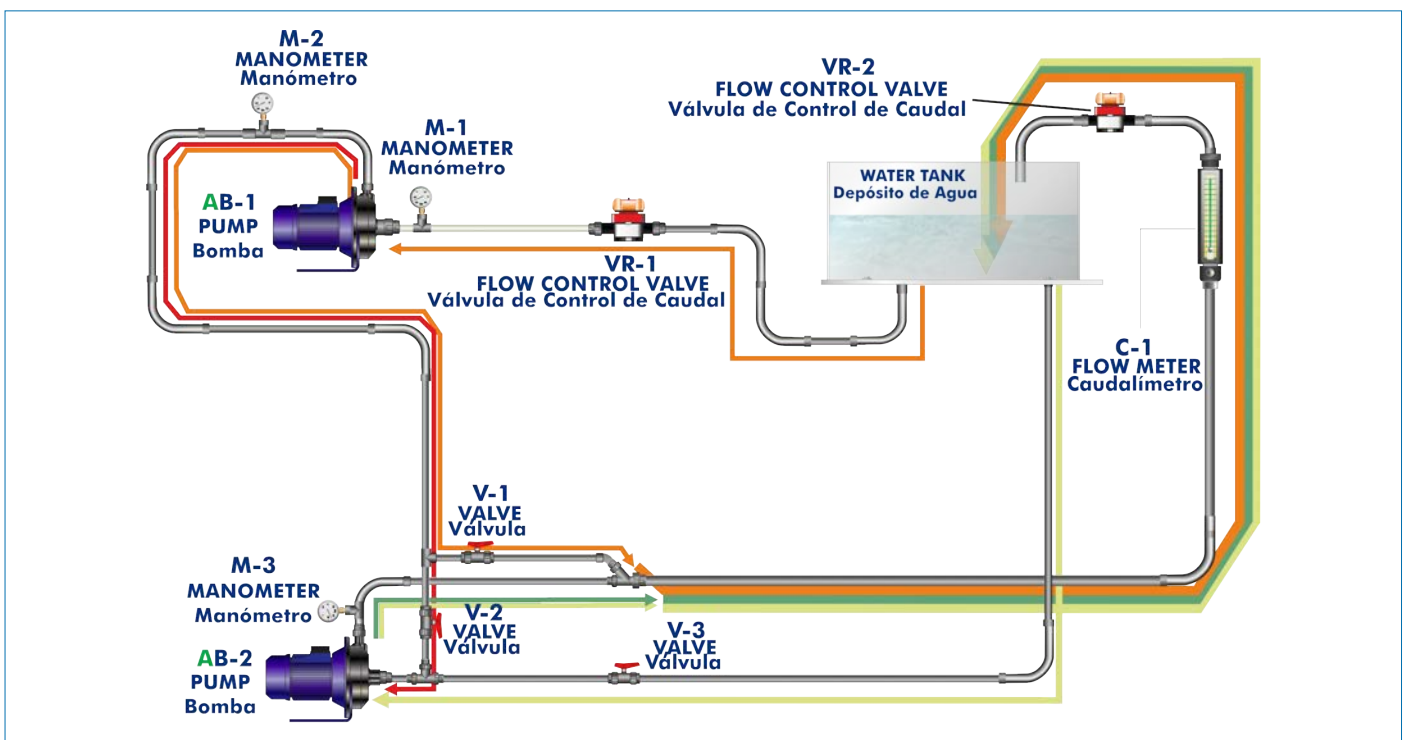 M-2
MANOMETER
Manómetro
M-1
MANOMETER
Manómetro
AB-1
PUMP
Bomba
VR-1
FLOW CONTROL VALVE
Válvula de Control de Caudal
VR-2
FLOW CONTROL VALVE
Válvula de Control de Caudal
WATER TANK
Depósito de Agua
C-1
FLOW METER
Caudalímetro
V-1
VALVE
Válvula
M-3
MANOMETER
Manómetro
V-2
VALVE
Válvula
V-3
VALVE
Válvula
AB-2
PUMP
Bomba